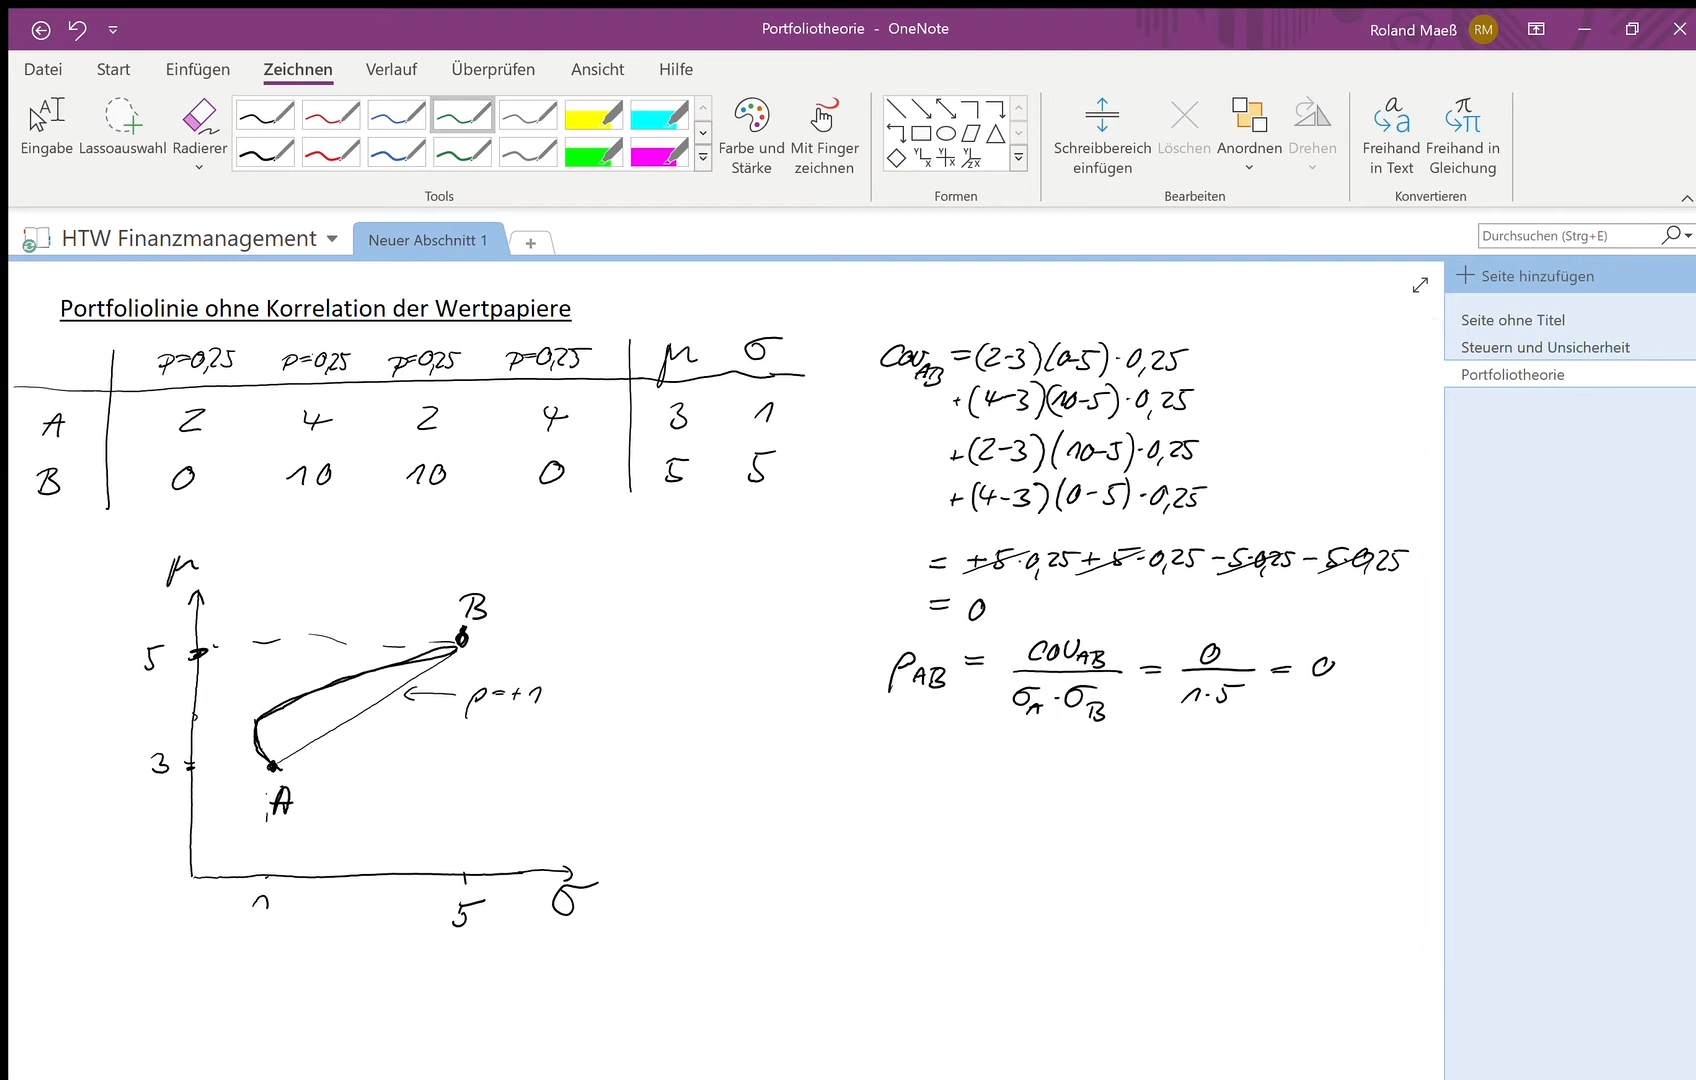 Portfoliotheorie - OneNote
Roland Maeß RM
Datei Start Einfügen Zeichnen Verlauf Überprüfen Ansicht Hilfe
Eingabe Lassoauswahl Radierer
Farbe und Stärke
Mit Finger zeichnen
Schreibbereich einfügen
Löschen Anordnen Drehen
Freihand in Text
Freihand in Gleichung
Tools Formen Bearbeiten Konvertieren
HTW Finanzmanagement Neuer Abschnitt 1
Durchsuchen (Strg+E)
Seite hinzufügen
Seite ohne Titel
Steuern und Unsicherheit
Portfoliotheorie
Portfoliolinie ohne Korrelation der Wertpapiere
p=0,25 p=0,25 p=0,25 p=0,25 μ σ
A 2 4 2 4 3 1
B 0 10 10 0 5 5
COV_AB = (2-3)(0-5)·0,25
+(4-3)(10-5)·0,25
+(2-3)(10-5)·0,25
+(4-3)(0-5)·0,25
= +5·0,25+5·0,25-5·0,25-5·0,25
= 0
ρ_AB = COV_AB / (σ_A·σ_B) = 0 / (1·5) = 0
μ
B
5
ρ=+1
3
A
1 5 σ